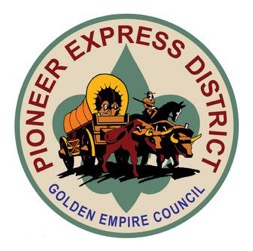 PIONEER EXPRESS DISTRICT
GOLDEN EMPIRE COUNCIL